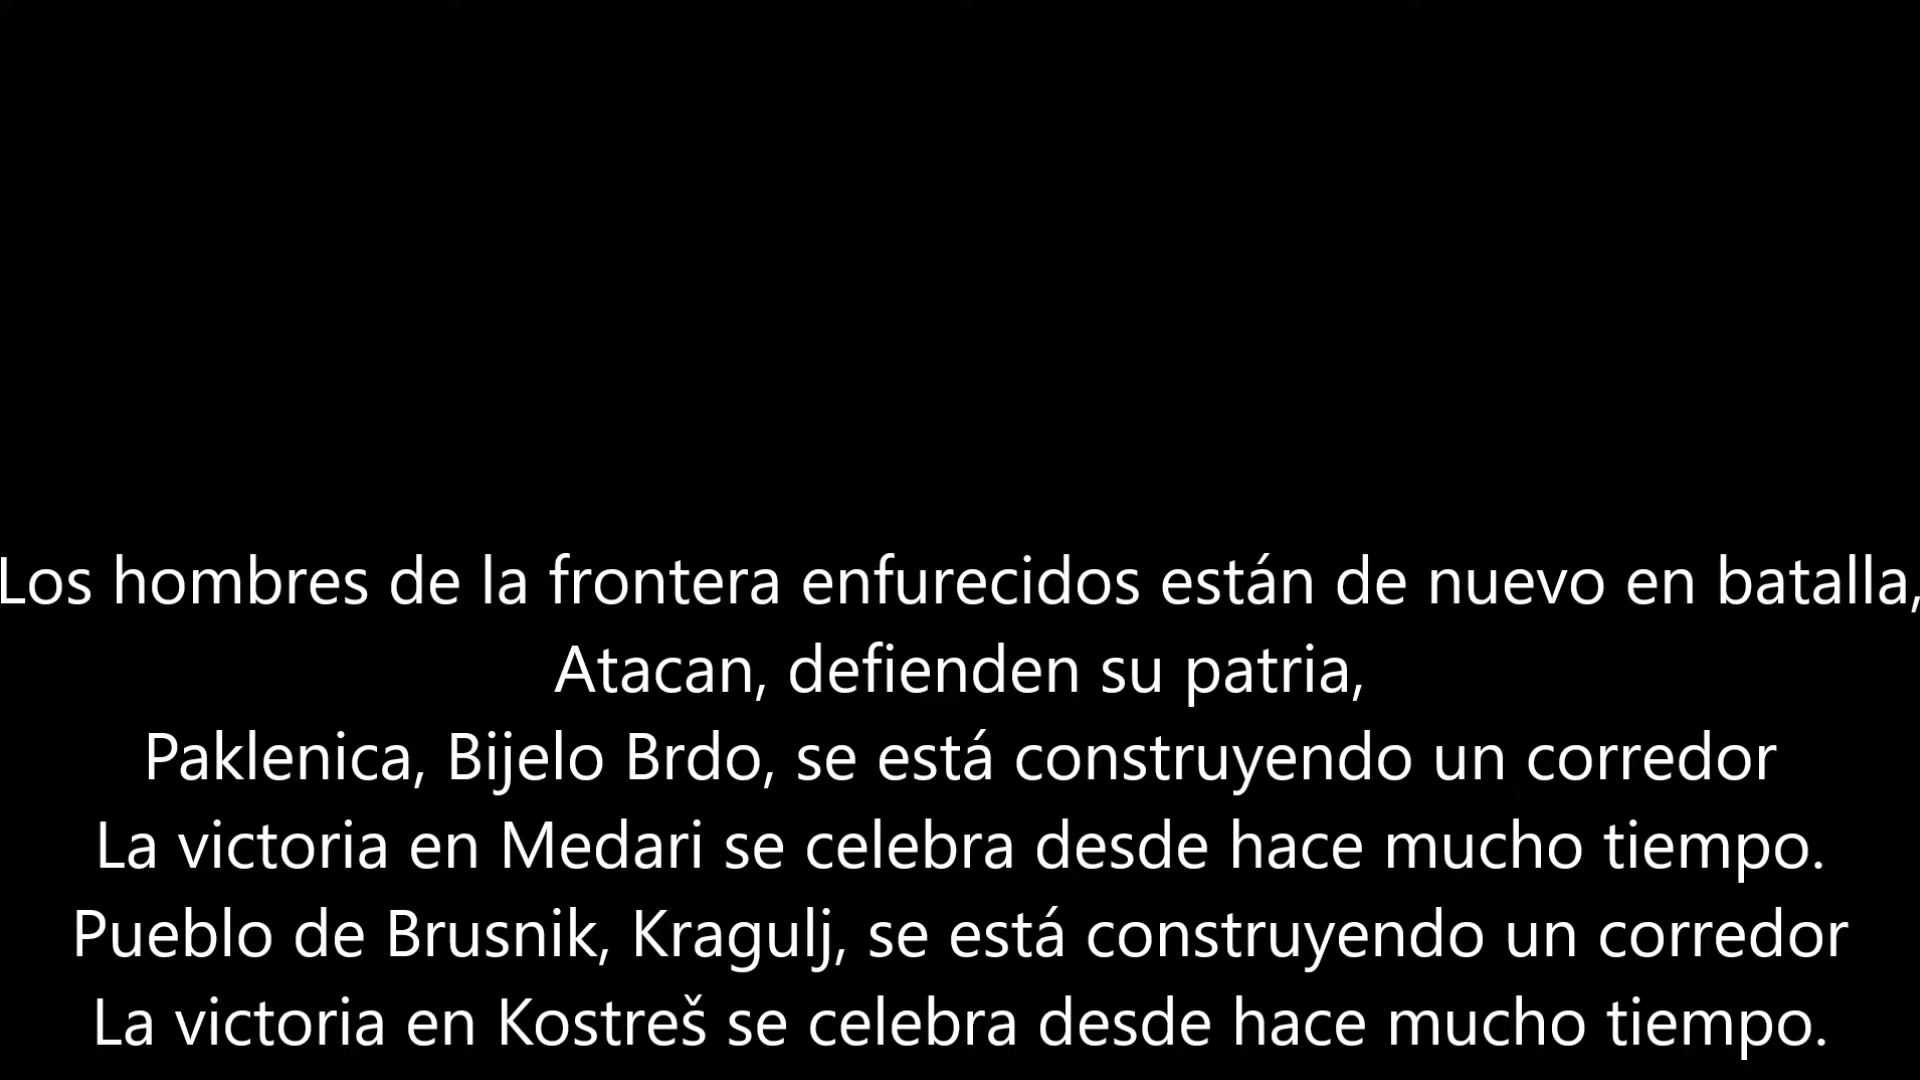 Los hombres de la frontera enfurecidos están de nuevo en batalla,
Atacan, defienden su patria,
Paklenica, Bijelo Brdo, se está construyendo un corredor
La victoria en Medari se celebra desde hace mucho tiempo.
Pueblo de Brusnik, Kragulj, se está construyendo un corredor
La victoria en Kostreš se celebra desde hace mucho tiempo.